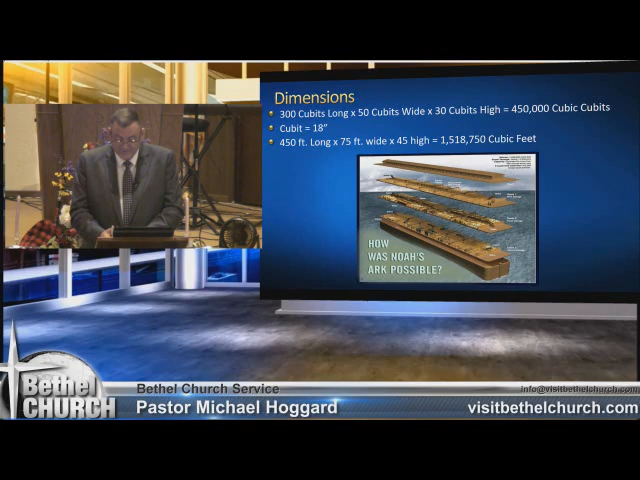 Dimensions
300 Cubits Long x 50 Cubits Wide x 30 Cubits High = 450,000 Cubic Cubits
Cubit = 18"
450 ft. Long x 75 ft. wide x 45 high = 1,518,750 Cubic Feet
HOW
WAS NOAH'S
ARK POSSIBLE?
Bethel
CHURCH
Bethel Church Service
info@visitbethelchurch.com
Pastor Michael Hoggard
visitbethelchurch.com